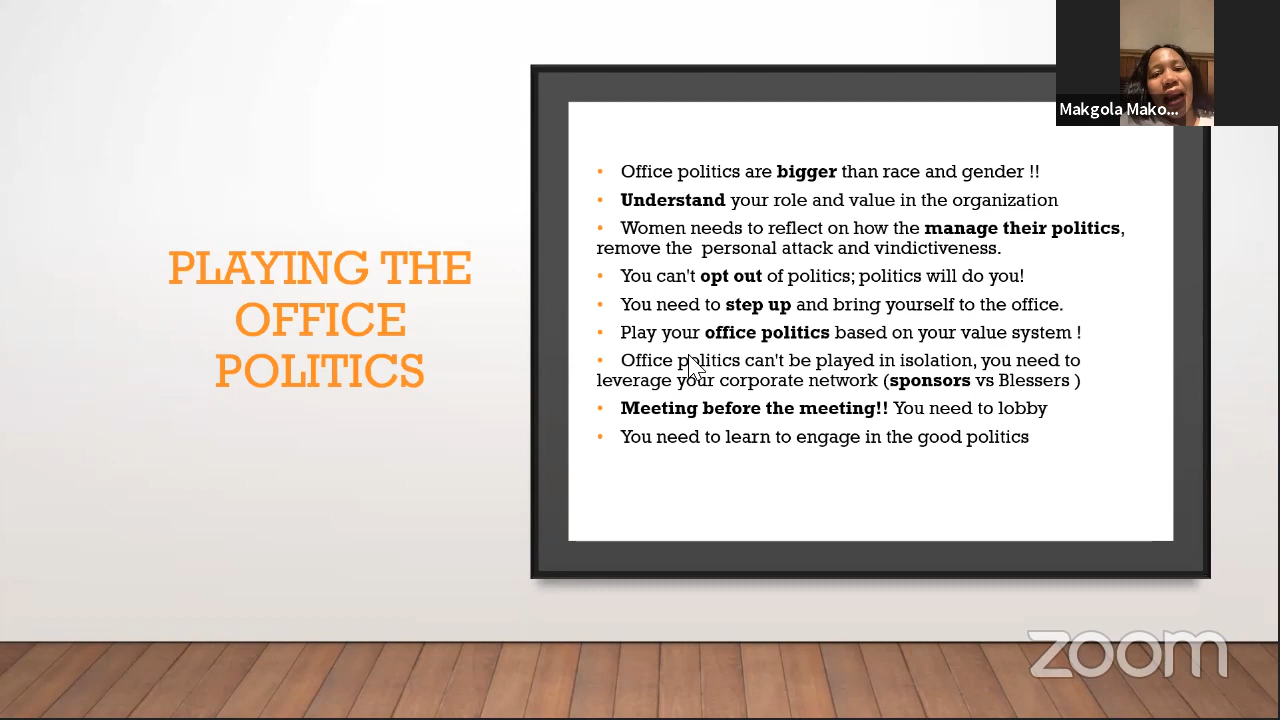 Makgola Mako...
PLAYING THE
OFFICE
POLITICS
• Office politics are bigger than race and gender !!
• Understand your role and value in the organization
• Women needs to reflect on how the manage their politics,
remove the  personal attack and vindictiveness.
• You can't opt out of politics; politics will do you!
• You need to step up and bring yourself to the office.
• Play your office politics based on your value system !
• Office politics can't be played in isolation, you need to
leverage your corporate network (sponsors vs Blessers )
• Meeting before the meeting!! You need to lobby
• You need to learn to engage in the good politics
zoom